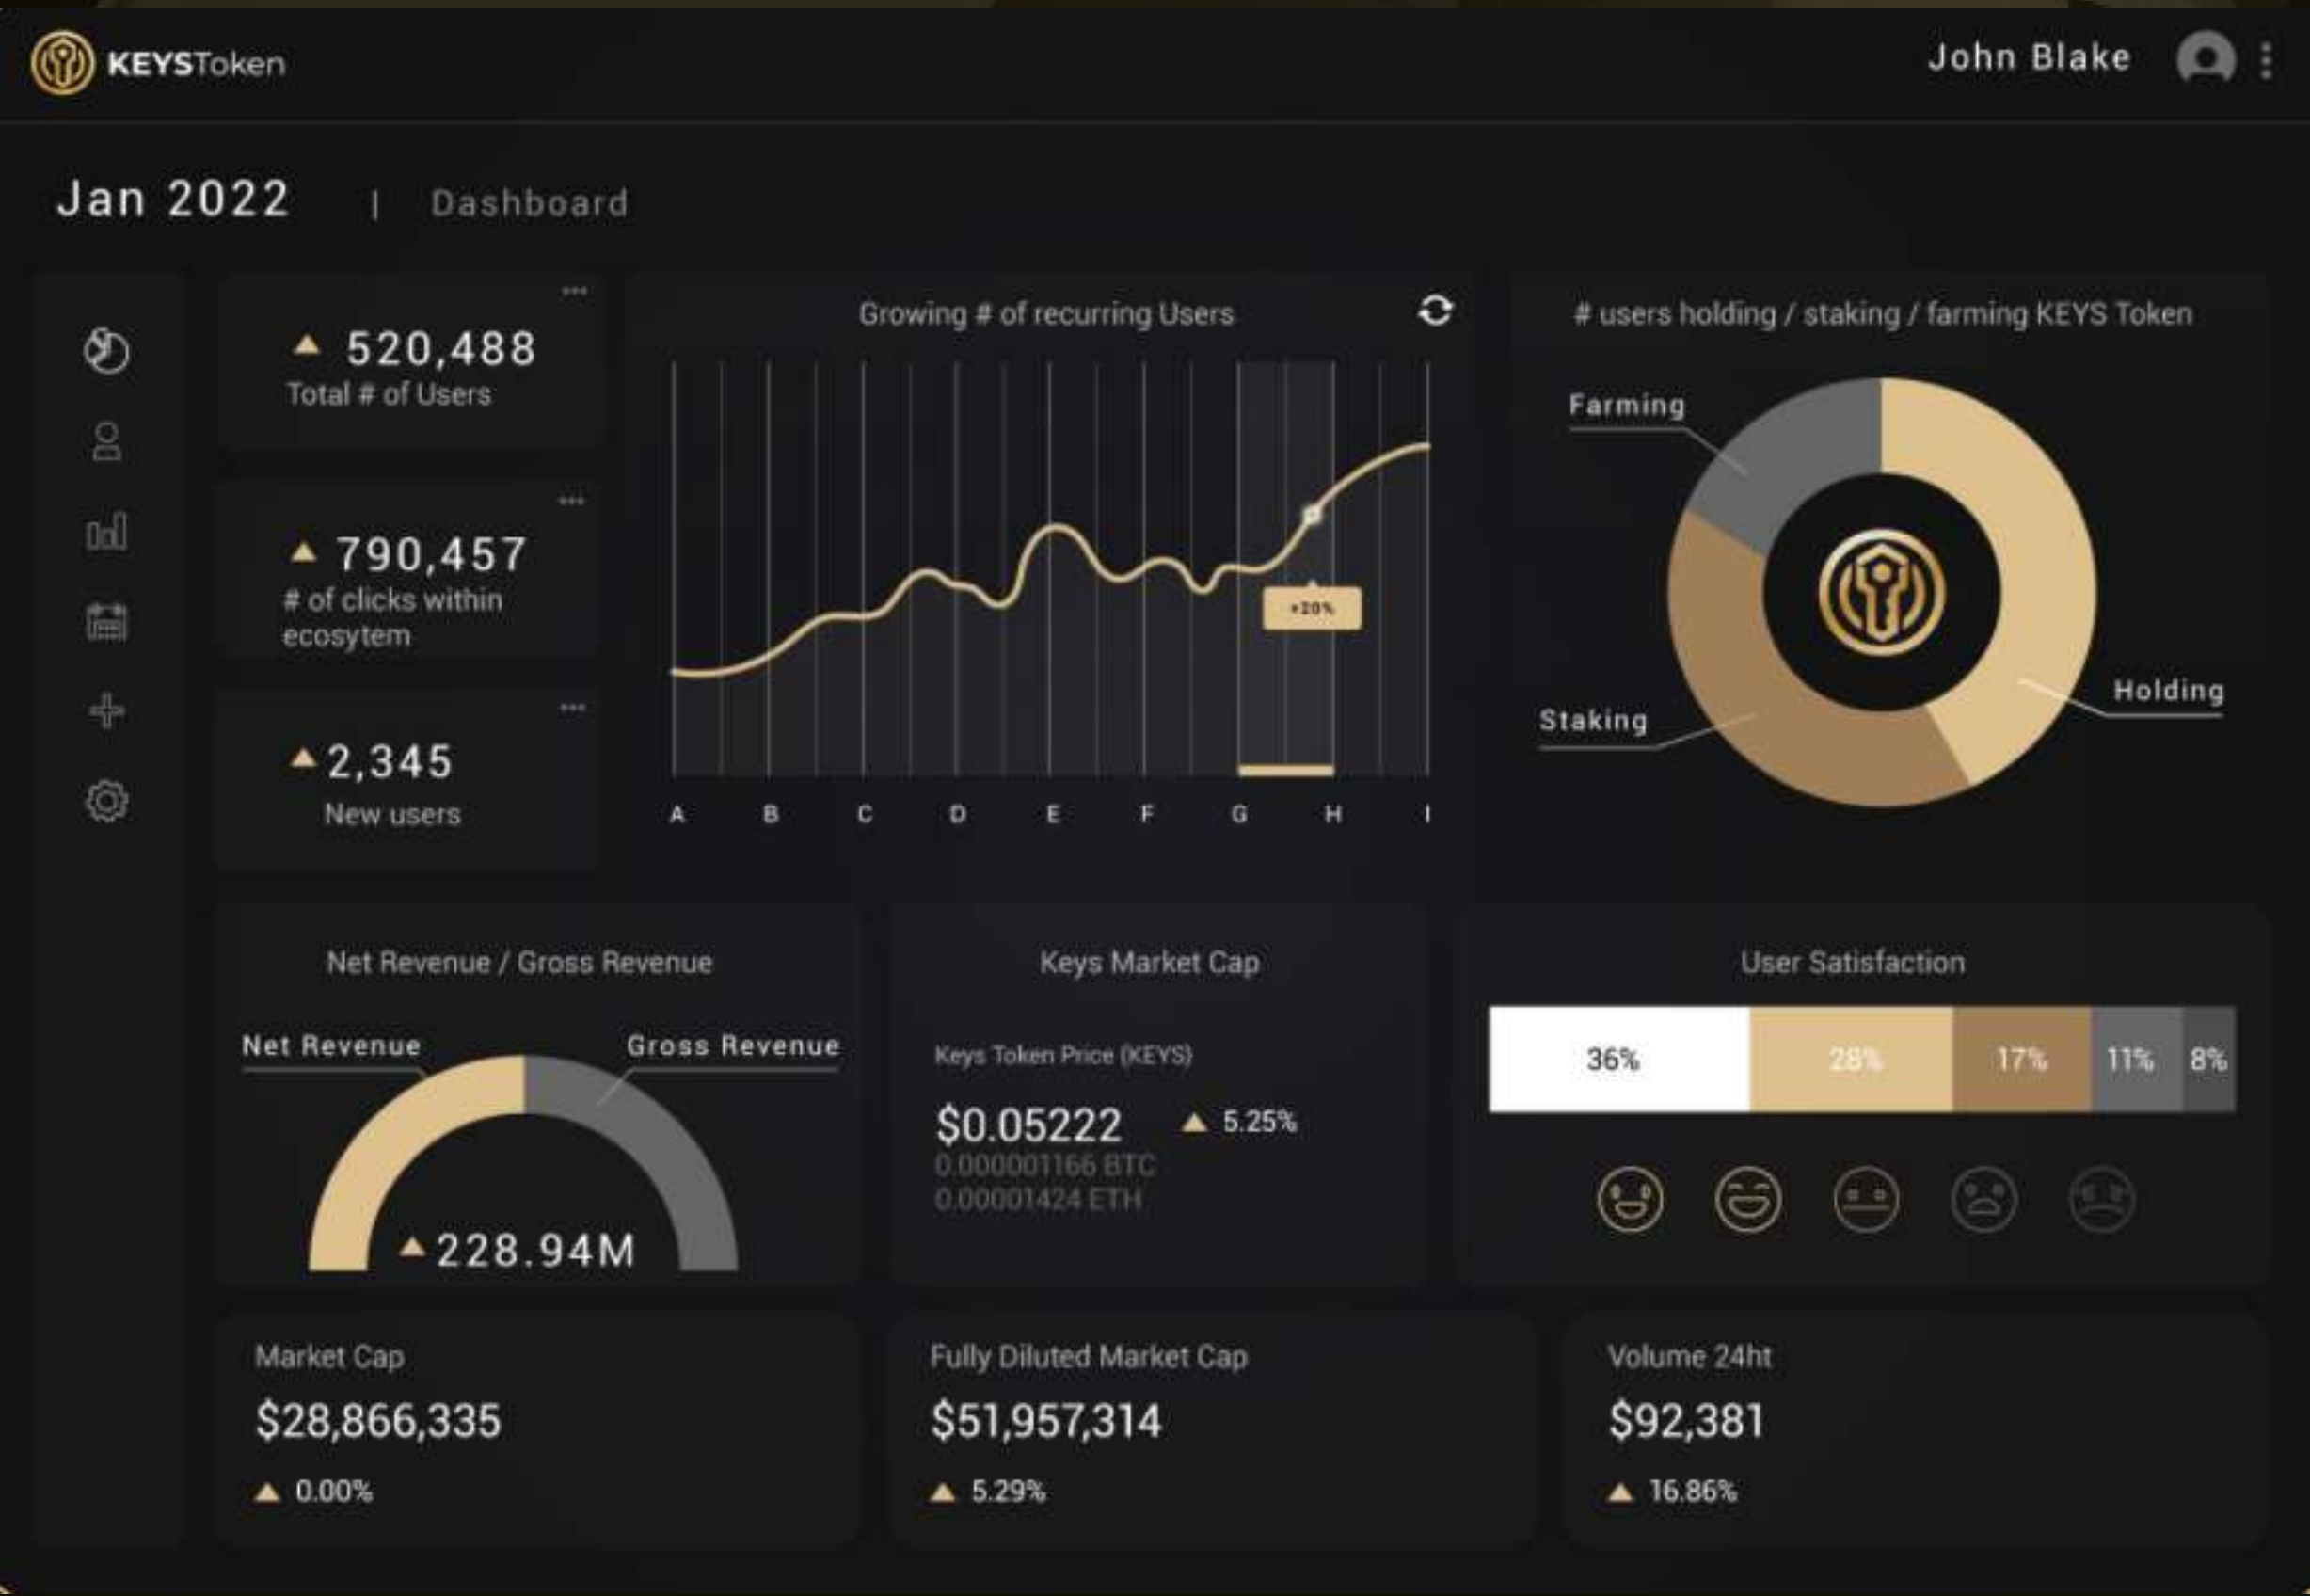 KEYSToken
John Blake
Jan 2022 | Dashboard
520,488
Total # of Users
790,457
# of clicks within
ecosytem
2,345
New users
Growing # of recurring Users
+20%
A B C D E F G H I
# users holding / staking / farming KEYS Token
Farming
Staking
Holding
Net Revenue / Gross Revenue
Net Revenue
Gross Revenue
228.94M
Keys Market Cap
Keys Token Price (KEYS)
$0.05222 5.25%
0.000001166 BTC
0.00001424 ETH
User Satisfaction
36% 28% 17% 11% 8%
Market Cap
$28,866,335
0.00%
Fully Diluted Market Cap
$51,957,314
5.29%
Volume 24ht
$92,381
16.86%